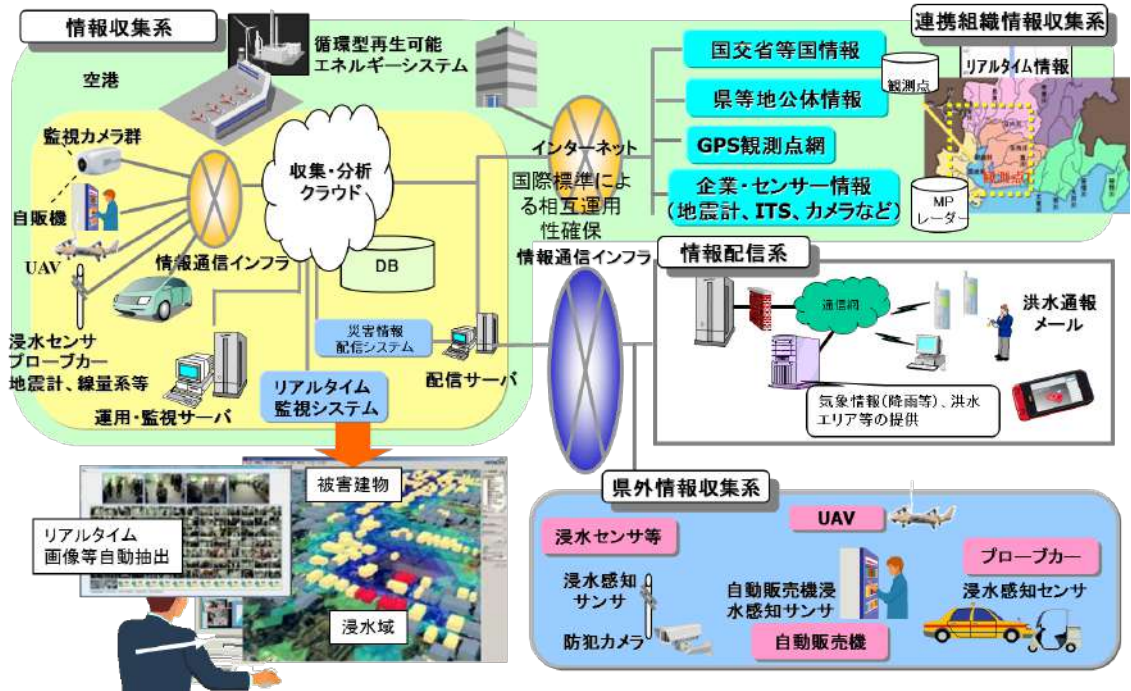 情報収集系
空港
循環型再生可能
エネルギーシステム
監視カメラ群
自販機
UAV
浸水センサ
プローブカー
地震計、線量系等
情報通信インフラ
収集・分析
クラウド
DB
災害情報
配信システム
配信サーバ
運用・監視サーバ
リアルタイム
監視システム
インターネット
国際標準によ
る相互運用
性確保
情報通信インフラ
国交省等国情報
県等地公体情報
GPS観測点網
企業・センサー情報
(地震計、ITS、カメラなど)
連携組織情報収集系
リアルタイム情報
観測点
観測点
MP
レーダー
情報配信系
通信網
洪水通報
メール
気象情報(降雨等)、洪水
エリア等の提供
リアルタイム
画像等自動抽出
被害建物
浸水域
県外情報収集系
浸水センサ等
浸水感知
サンサ
防犯カメラ
UAV
自動販売機浸
水感知サンサ
自動販売機
プローブカー
浸水感知センサ